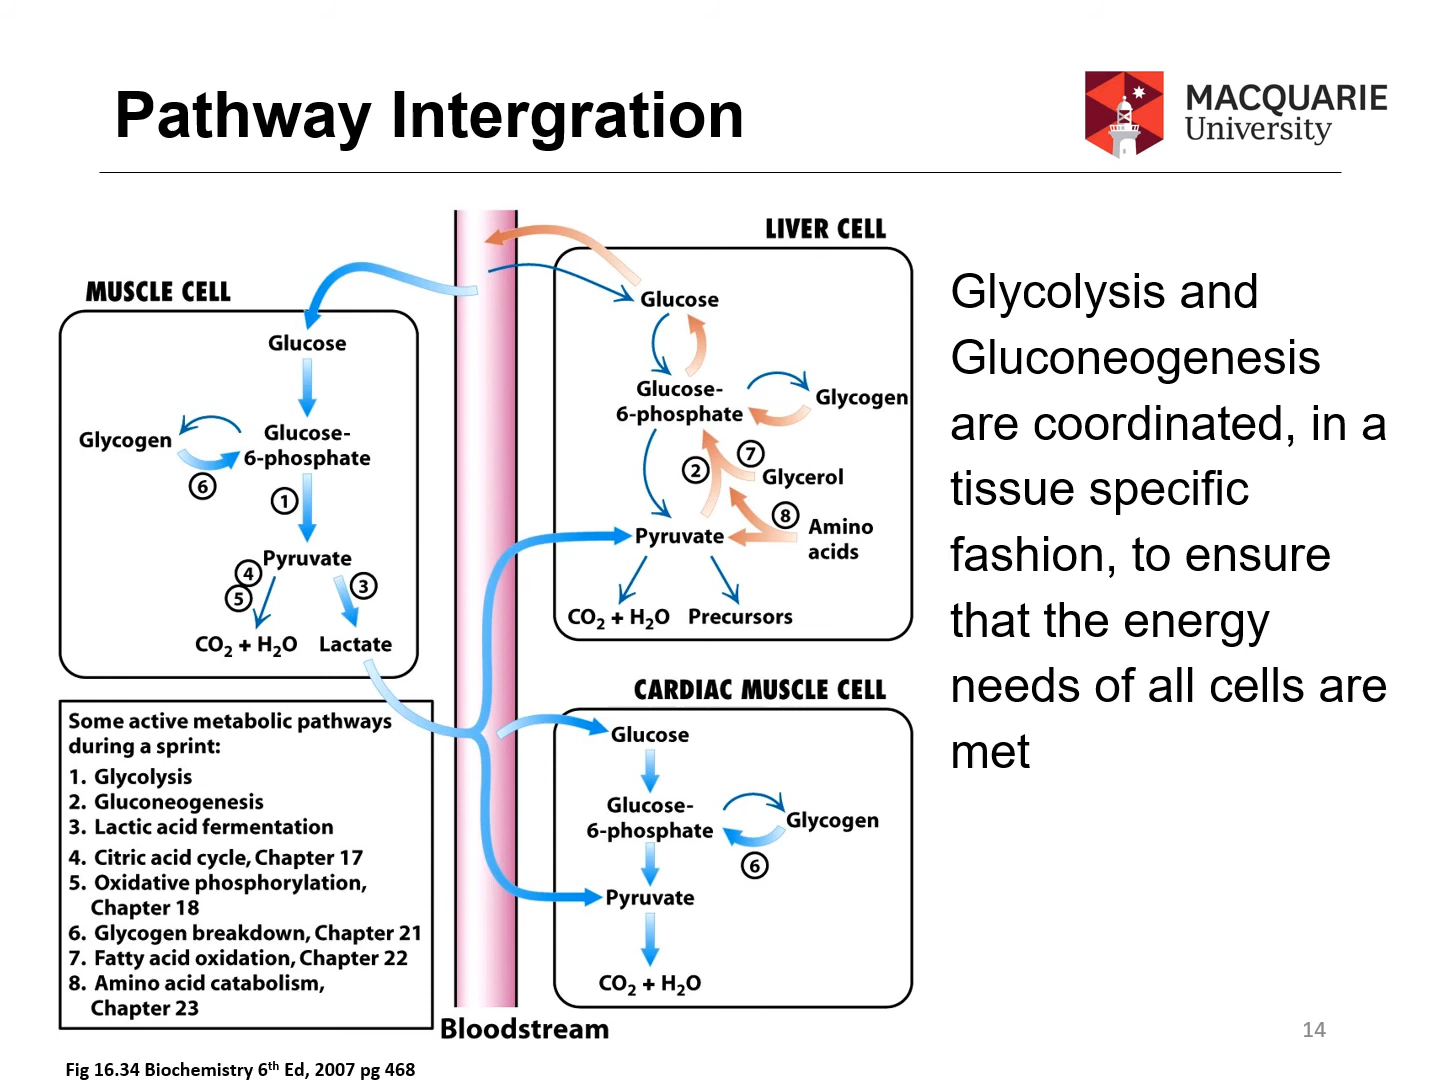 Pathway Intergration
MACQUARIE
University
MUSCLE CELL
Glucose
Glycogen
Glucose-
6-phosphate
6
1
Pyruvate
4
5
3
CO2 + H2O
Lactate
LIVER CELL
Glucose
Glucose-
6-phosphate
Glycogen
7
2
Glycerol
8
Amino
acids
Pyruvate
CO2 + H2O
Precursors
CARDIAC MUSCLE CELL
Glucose
Glucose-
6-phosphate
Glycogen
6
Pyruvate
CO2 + H2O
Some active metabolic pathways
during a sprint:
1. Glycolysis
2. Gluconeogenesis
3. Lactic acid fermentation
4. Citric acid cycle, Chapter 17
5. Oxidative phosphorylation,
Chapter 18
6. Glycogen breakdown, Chapter 21
7. Fatty acid oxidation, Chapter 22
8. Amino acid catabolism,
Chapter 23
Bloodstream
Glycolysis and
Gluconeogenesis
are coordinated, in a
tissue specific
fashion, to ensure
that the energy
needs of all cells are
met
14
Fig 16.34 Biochemistry 6th Ed, 2007 pg 468